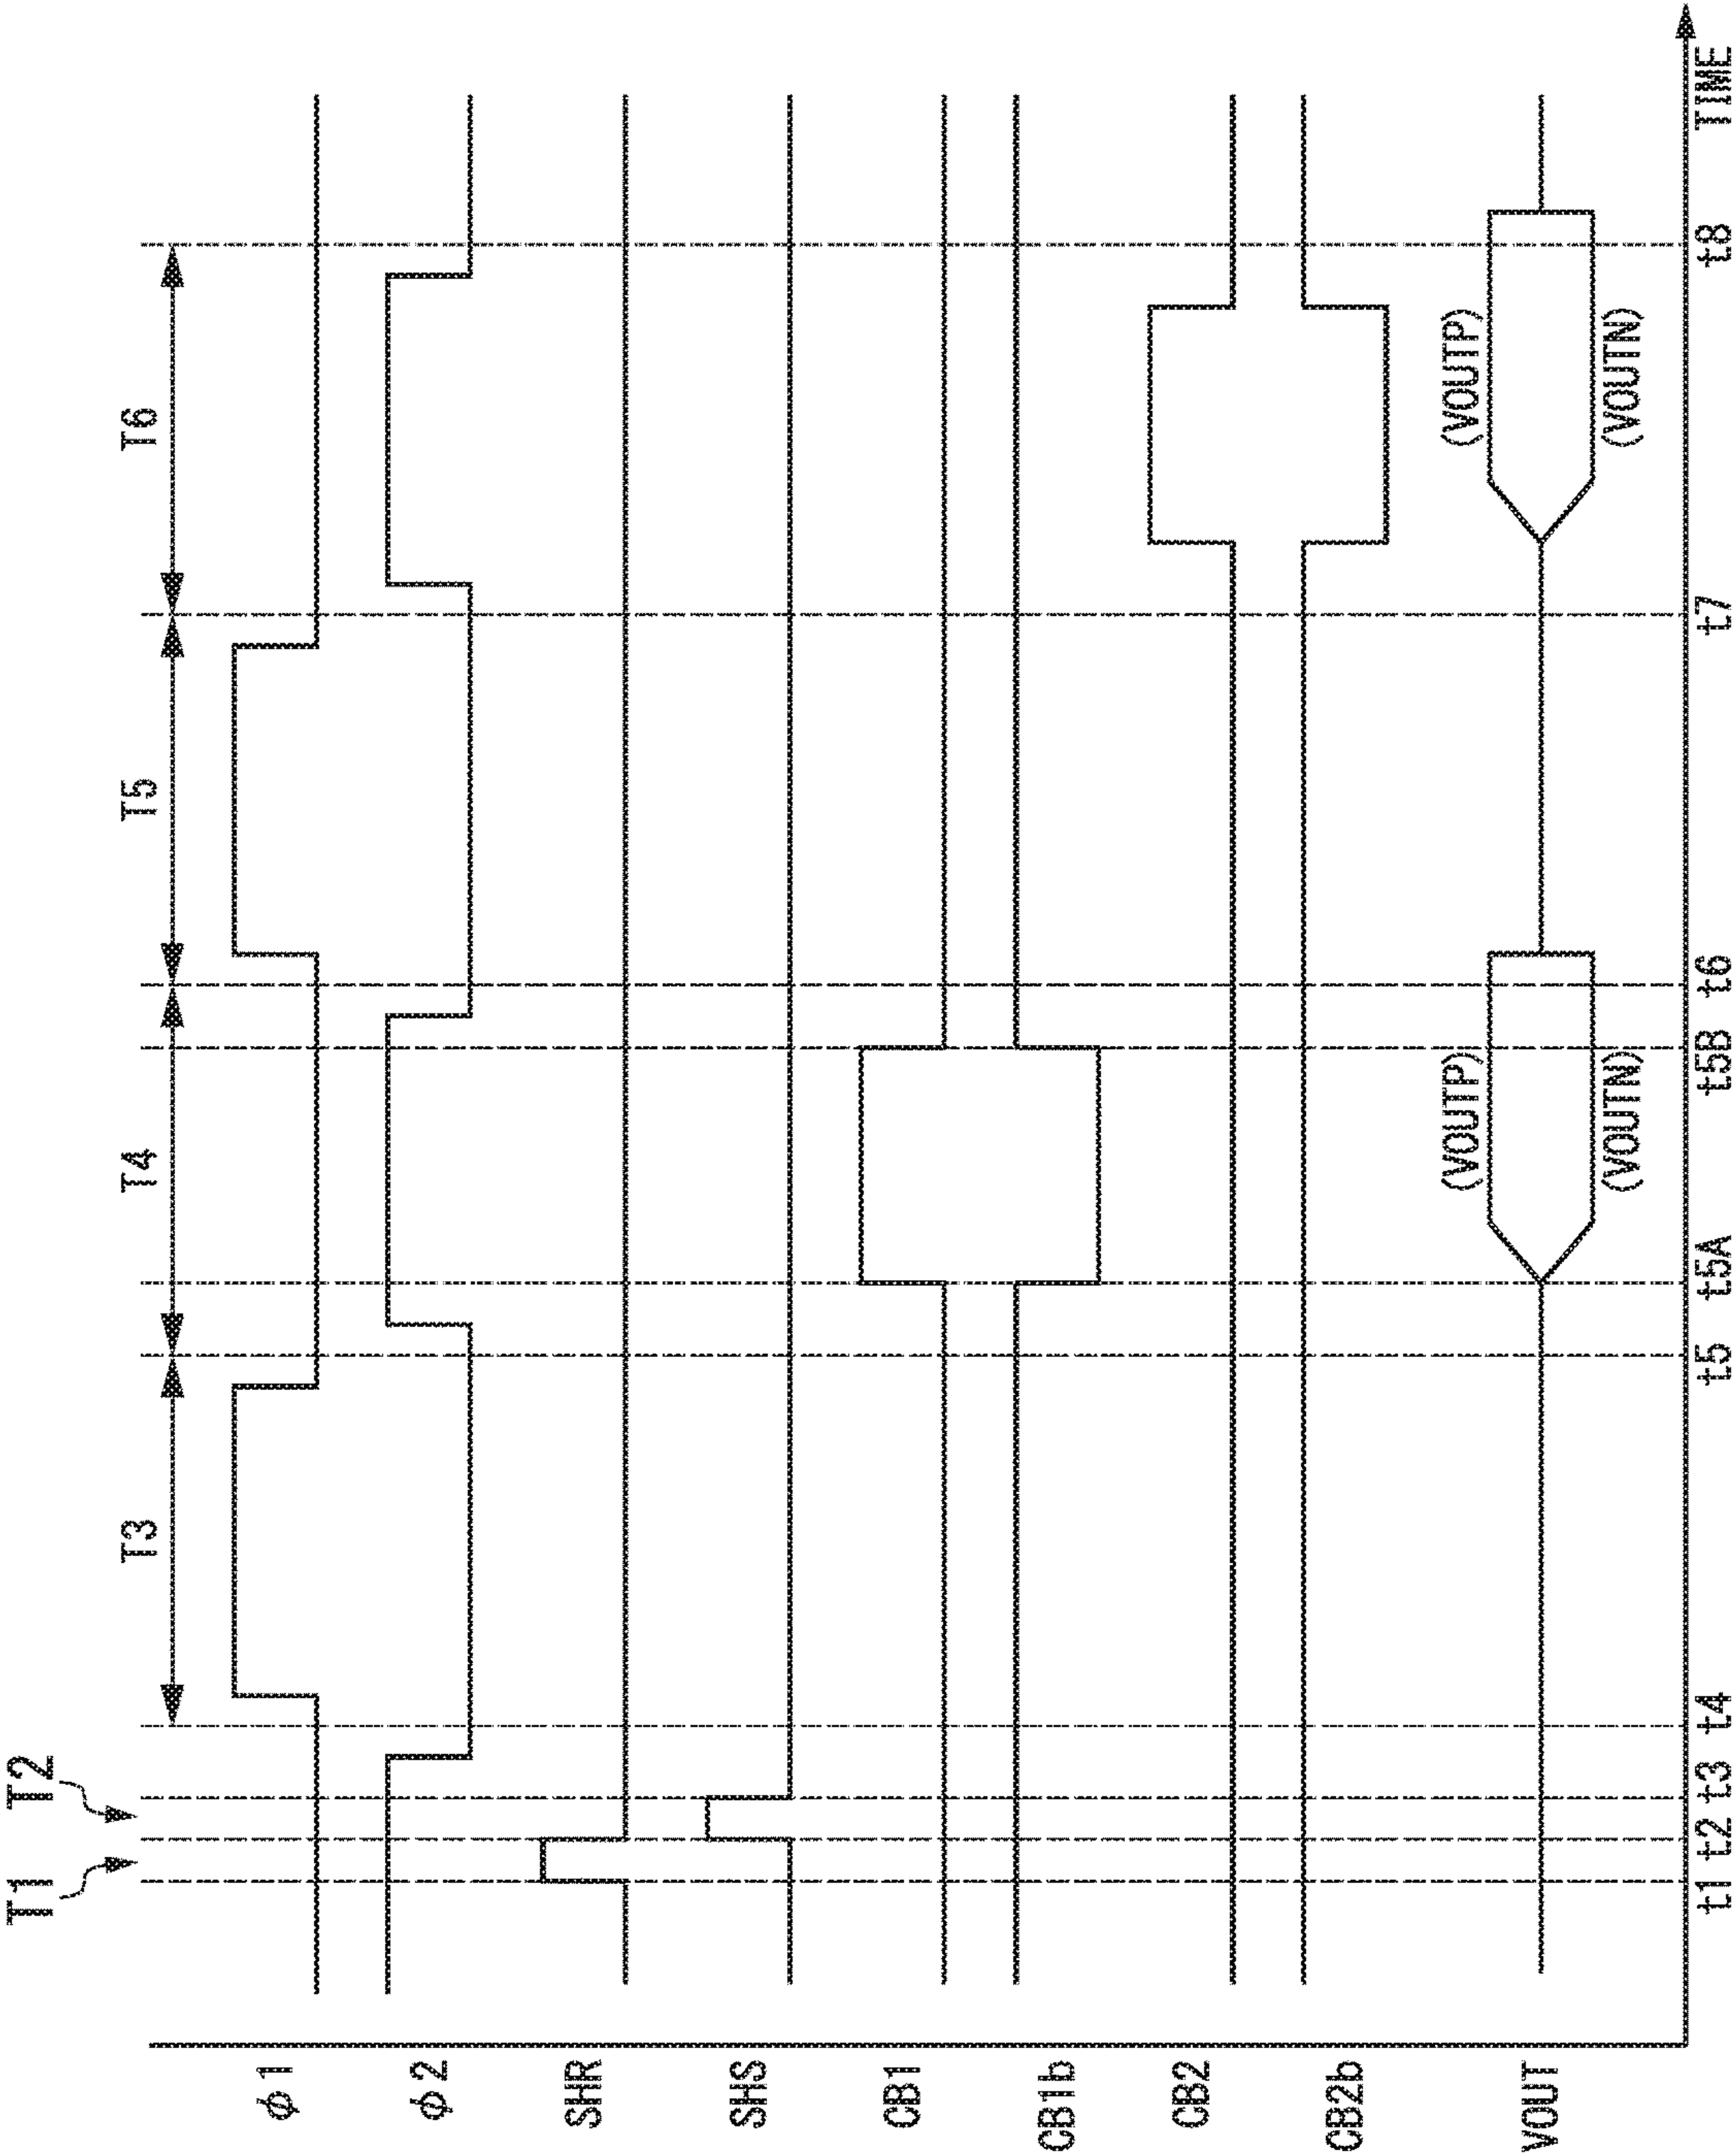 T1
T2
T3
T4
T5
T6
φ1
φ2
SHR
SHS
CB1
CB1b
CB2
CB2b
VOUT
(VOUTP)
(VOUTP)
(VOUTN)
(VOUTN)
t1
t2
t3
t4
t5
t5A
t5B
t6
t7
t8
TIME